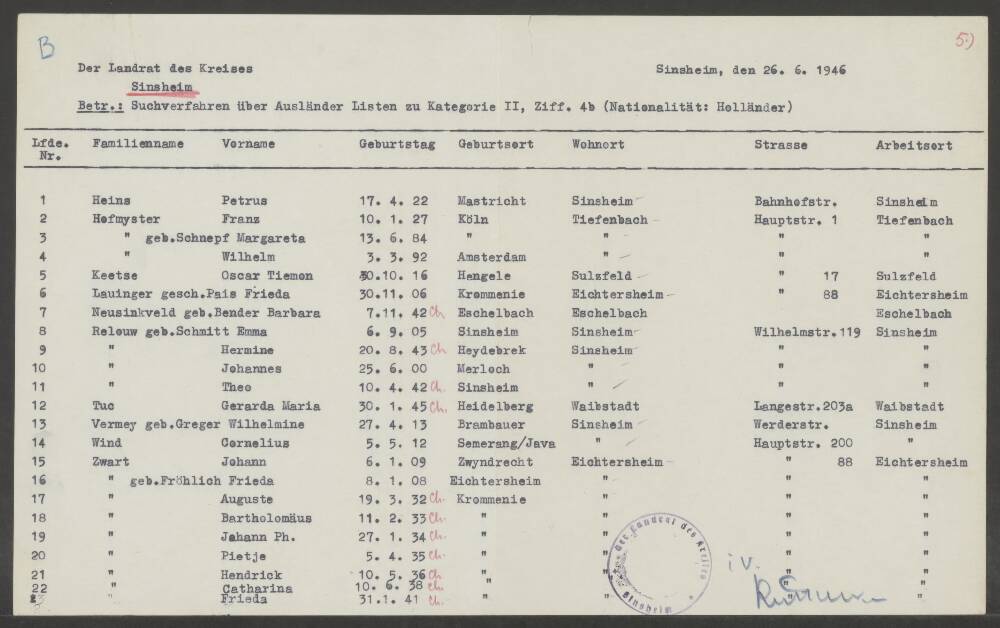 B
5.)
Der Landrat des Kreises Sinsheim, den 26. 6. 1946
Sinsheim
Betr.: Suchverfahren über Ausländer Listen zu Kategorie II, Ziff. 4b (Nationalität: Holländer)
Lfde. Familienname Vorname Geburtstag Geburtsort Wohnort Strasse Arbeitsort
Nr.
1 Heins Petrus 17. 4. 22 Mastricht Sinsheim Bahnhofstr. Sinsheim
2 Hofmyster Franz 10. 1. 27 Köln Tiefenbach Hauptstr. 1 Tiefenbach
3 " geb.Schnepf Margareta 13. 6. 84 " " " "
4 " Wilhelm 3. 3. 92 Amsterdam " " "
5 Keetse Oscar Tiemon 30.10. 16 Hengele Sulzfeld " 17 Sulzfeld
6 Lauinger gesch.Pais Frieda 30.11. 06 Krommenie Eichtersheim " 88 Eichtersheim
7 Neusinkveld geb.Bender Barbara 7.11. 42 Ch. Eschelbach Eschelbach Eschelbach
8 Relouw geb.Schmitt Emma 6. 9. 05 Sinsheim Sinsheim Wilhelmstr.119 Sinsheim
9 " Hermine 20. 8. 43 Ch. Heydebrek Sinsheim " "
10 " Johannes 25. 6. 00 Merloch " " "
11 " Theo 10. 4. 42 Ch. Sinsheim " " "
12 Tuc Gerarda Maria 30. 1. 45 Ch. Heidelberg Waibstadt Langestr.203a Waibstadt
13 Vermey geb.Greger Wilhelmine 27. 4. 13 Brambauer Sinsheim Werderstr. Sinsheim
14 Wind Cornelius 5. 5. 12 Semerang/Java " Hauptstr. 200 "
15 Zwart Johann 6. 1. 09 Zwyndrecht Eichtersheim " 88 Eichtersheim
16 " geb.Fröhlich Frieda 8. 1. 08 Eichtersheim " " "
17 " Auguste 19. 3. 32 Ch. Krommenie " " "
18 " Bartholomäus 11. 2. 33 Ch. " " " "
19 " Johann Ph. 27. 1. 34 Ch. " " " "
20 " Pietje 5. 4. 35 Ch. " " " "
21 " Hendrick 10. 5. 36 Ch. " " " "
22 " Catharina 10. 6. 38 Ch. " "
Frieda 31.1. 41 Ch. " " " "
Der Landrat des Kreises
Sinsheim
i.V.